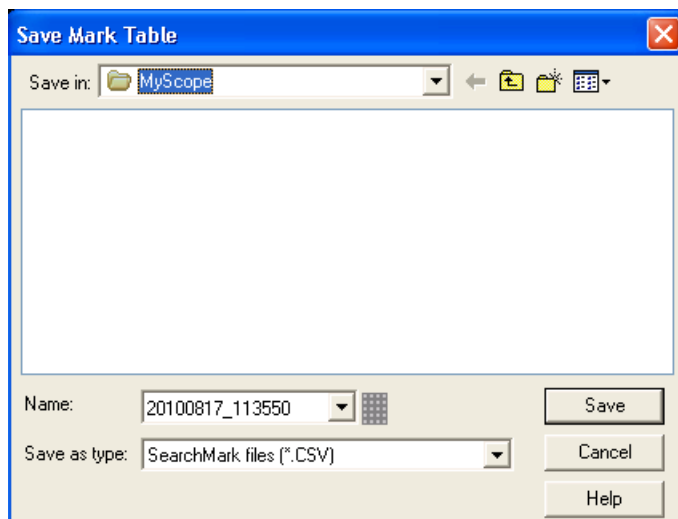 Save Mark Table
Save in: MyScope
Name: 20100817_113550
Save
Save as type: SearchMark files (*.CSV)
Cancel
Help